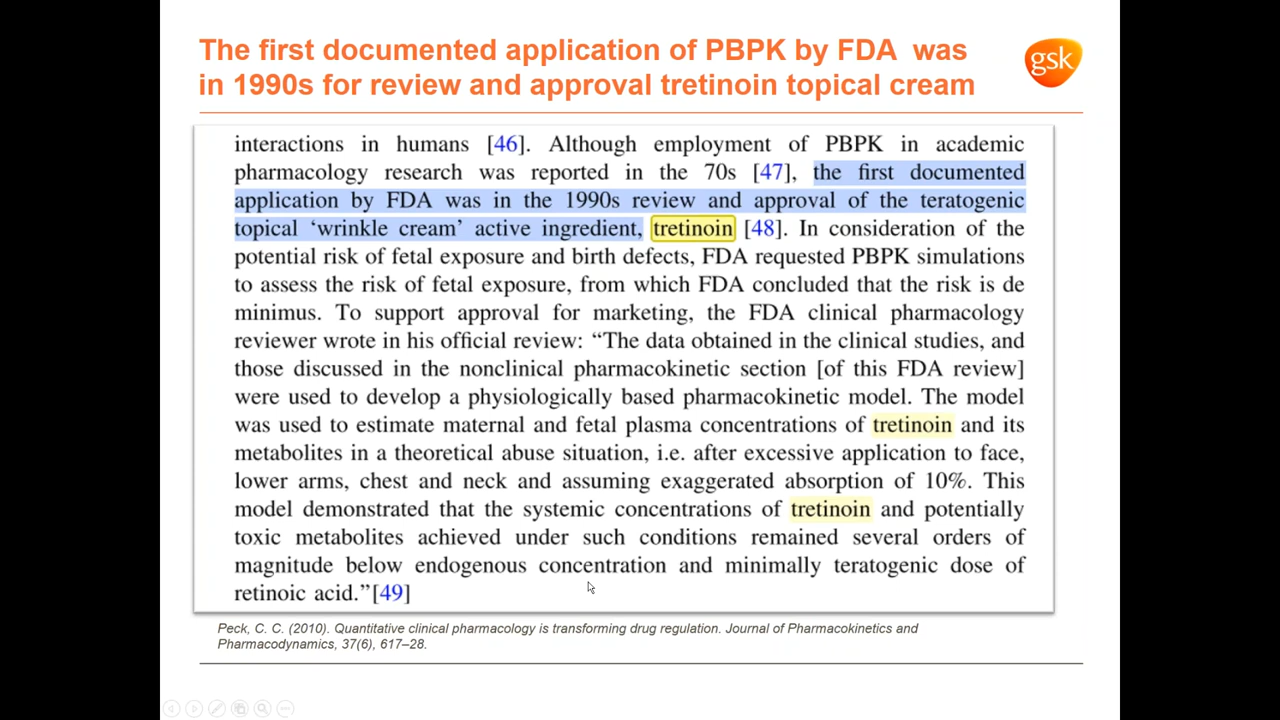 The first documented application of PBPK by FDA  was
in 1990s for review and approval tretinoin topical cream
gsk
interactions in humans [46]. Although employment of PBPK in academic
pharmacology research was reported in the 70s [47], the first documented
application by FDA was in the 1990s review and approval of the teratogenic
topical ‘wrinkle cream’ active ingredient, tretinoin [48]. In consideration of the
potential risk of fetal exposure and birth defects, FDA requested PBPK simulations
to assess the risk of fetal exposure, from which FDA concluded that the risk is de
minimus. To support approval for marketing, the FDA clinical pharmacology
reviewer wrote in his official review: “The data obtained in the clinical studies, and
those discussed in the nonclinical pharmacokinetic section [of this FDA review]
were used to develop a physiologically based pharmacokinetic model. The model
was used to estimate maternal and fetal plasma concentrations of tretinoin and its
metabolites in a theoretical abuse situation, i.e. after excessive application to face,
lower arms, chest and neck and assuming exaggerated absorption of 10%. This
model demonstrated that the systemic concentrations of tretinoin and potentially
toxic metabolites achieved under such conditions remained several orders of
magnitude below endogenous concentration and minimally teratogenic dose of
retinoic acid.”[49]
Peck, C. C. (2010). Quantitative clinical pharmacology is transforming drug regulation. Journal of Pharmacokinetics and
Pharmacodynamics, 37(6), 617–28.